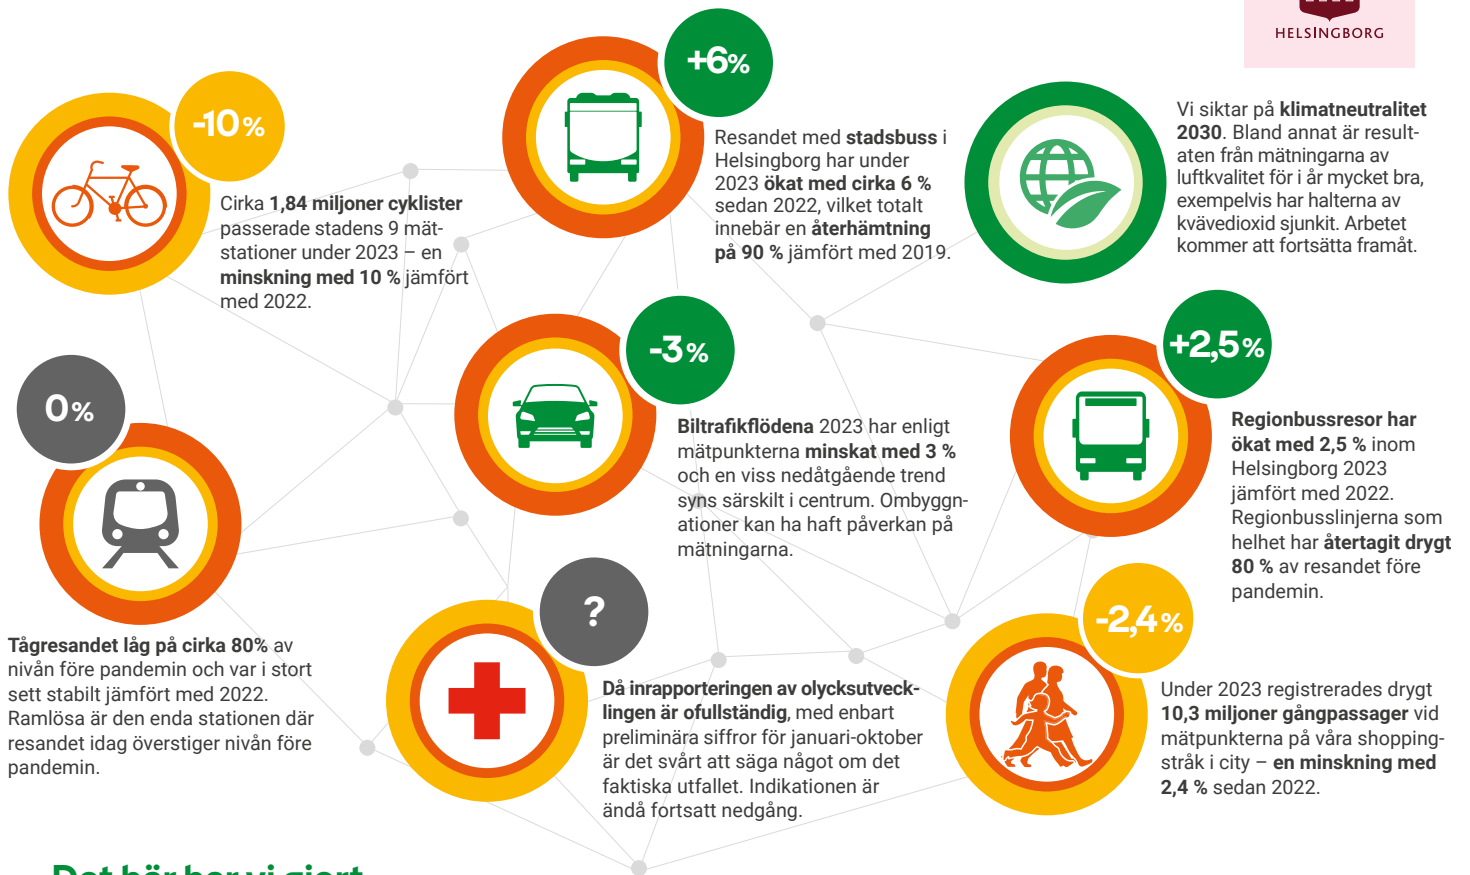 HELSINGBORG
-10%
Cirka 1,84 miljoner cyklister
passerade stadens 9 mät-
stationer under 2023 – en
minskning med 10 % jämfört
med 2022.
+6%
Resandet med stadsbuss i
Helsingborg har under
2023 ökat med cirka 6 %
sedan 2022, vilket totalt
innebär en återhämtning
på 90 % jämfört med 2019.
Vi siktar på klimatneutralitet
2030. Bland annat är result-
aten från mätningarna av
luftkvalitet för i år mycket bra,
exempelvis har halterna av
kvävedioxid sjunkit. Arbetet
kommer att fortsätta framåt.
0%
Tågresandet låg på cirka 80% av
nivån före pandemin och var i stort
sett stabilt jämfört med 2022.
Ramlösa är den enda stationen där
resandet idag överstiger nivån före
pandemin.
-3%
Biltrafikflödena 2023 har enligt
mätpunkterna minskat med 3 %
och en viss nedåtgående trend
syns särskilt i centrum. Ombyggn-
ationer kan ha haft påverkan på
mätningarna.
+2,5%
Regionbussresor har
ökat med 2,5 % inom
Helsingborg 2023
jämfört med 2022.
Regionbusslinjerna som
helhet har återtagit drygt
80 % av resandet före
pandemin.
?
Då inrapporteringen av olycksutveck-
lingen är ofullständig, med enbart
preliminära siffror för januari-oktober
är det svårt att säga något om det
faktiska utfallet. Indikationen är
ändå fortsatt nedgång.
-2,4%
Under 2023 registrerades drygt
10,3 miljoner gångpassager vid
mätpunkterna på våra shopping-
stråk i city – en minskning med
2,4 % sedan 2022.
Det här har vi gjort